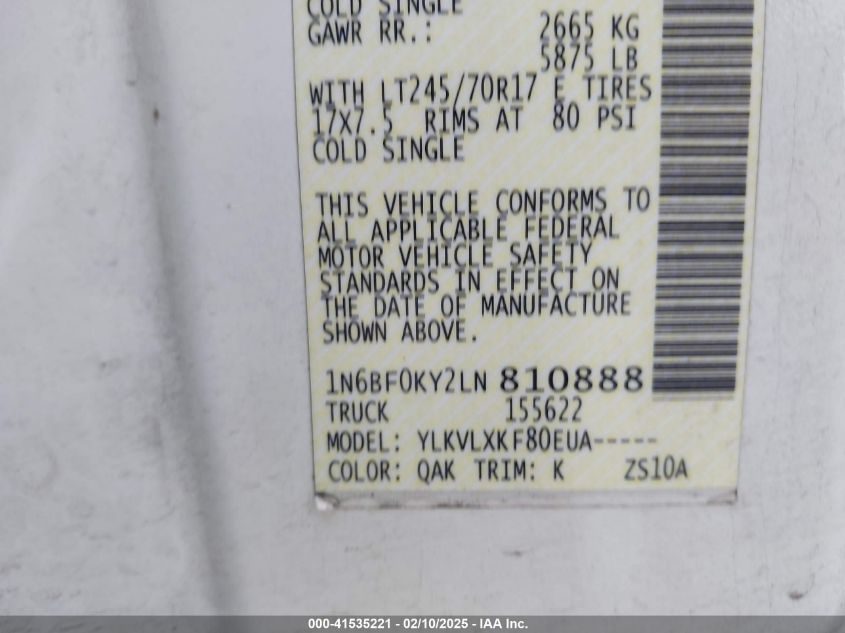 COLD SINGLE
GAWR RR.: 2665 KG
5875 LB
WITH LT245/70R17 E TIRES
17X7.5 RIMS AT 80 PSI
COLD SINGLE
THIS VEHICLE CONFORMS TO
ALL APPLICABLE FEDERAL
MOTOR VEHICLE SAFETY
STANDARDS IN EFFECT ON
THE DATE OF MANUFACTURE
SHOWN ABOVE.
1N6BF0KY2LN 810888
TRUCK 155622
MODEL: YLKVLXKF80EUA-----
COLOR: QAK TRIM: K ZS10A
000-41535221 - 02/10/2025 - IAA Inc.